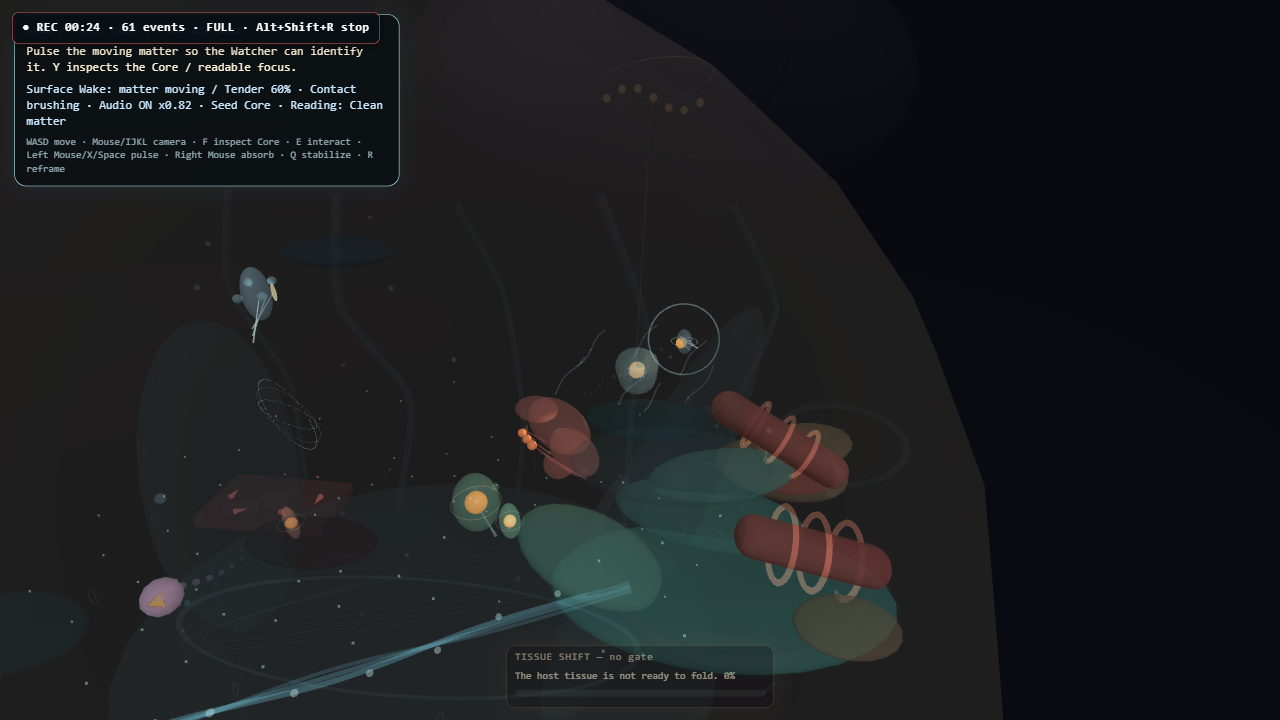 ● REC 00:24 · 61 events · FULL · Alt+Shift+R stop
Pulse the moving matter so the Watcher can identify
it. Y inspects the Core / readable focus.
Surface Wake: matter moving / Tender 60% · Contact
brushing · Audio ON x0.82 · Seed Core · Reading: Clean
matter
WASD move · Mouse/IJKL camera · F inspect Core · E interact ·
Left Mouse/X/Space pulse · Right Mouse absorb · Q stabilize · R
reframe
TISSUE SHIFT — no gate
The host tissue is not ready to fold. 0%